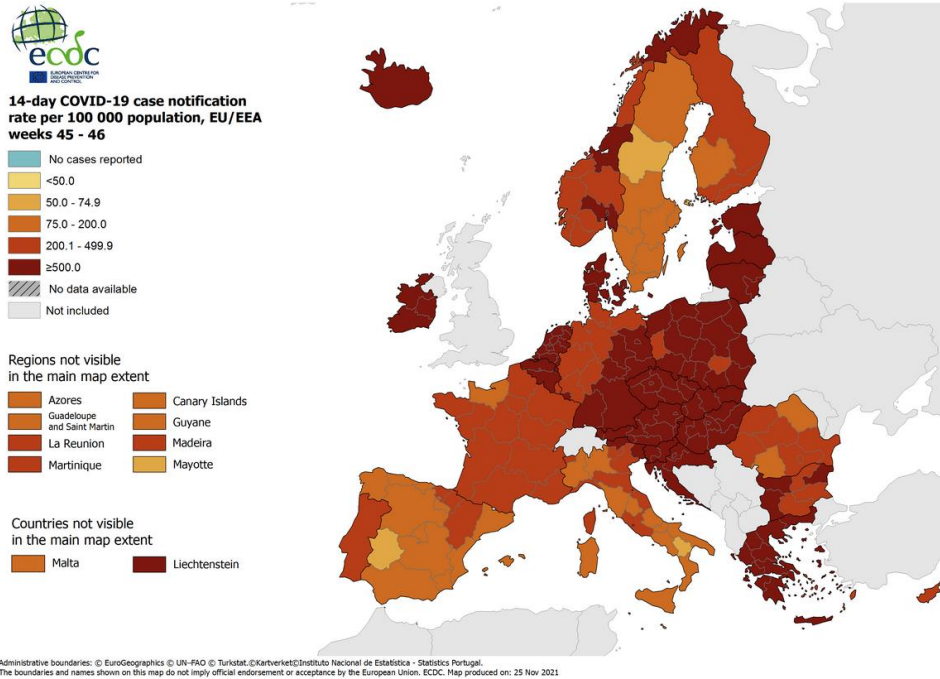 ecdc
EUROPEAN CENTRE FOR
DISEASE PREVENTION
AND CONTROL
14-day COVID-19 case notification
rate per 100 000 population, EU/EEA
weeks 45 - 46
No cases reported
<50.0
50.0 - 74.9
75.0 - 200.0
200.1 - 499.9
≥500.0
No data available
Not included
Regions not visible
in the main map extent
Azores
Canary Islands
Guadeloupe
and Saint Martin
Guyane
La Reunion
Madeira
Martinique
Mayotte
Countries not visible
in the main map extent
Malta
Liechtenstein
Administrative boundaries: © EuroGeographics © UN–FAO © Turkstat.©Kartverket©Instituto Nacional de Estatística - Statistics Portugal.
The boundaries and names shown on this map do not imply official endorsement or acceptance by the European Union. ECDC. Map produced on: 25 Nov 2021